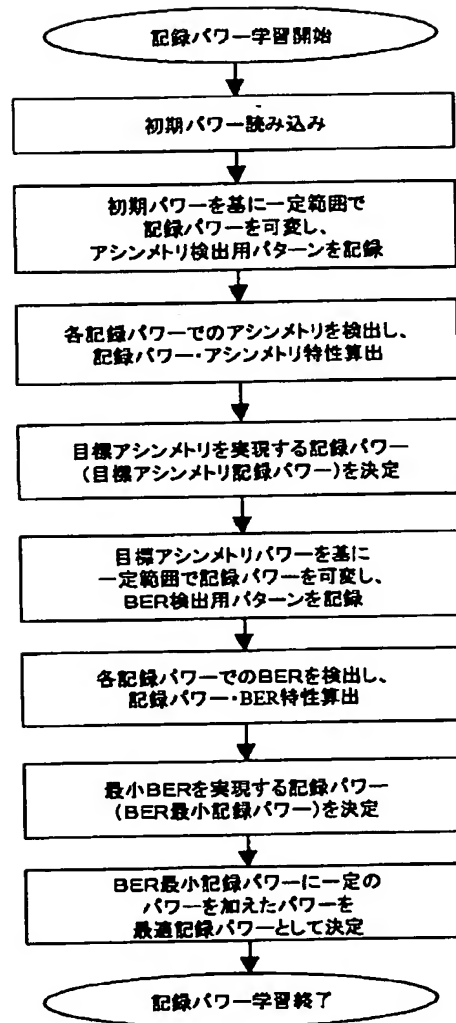 記録パワー学習開始
初期パワー読み込み
初期パワーを基に一定範囲で
記録パワーを可変し、
アシンメトリ検出用パターンを記録
各記録パワーでのアシンメトリを検出し、
記録パワー・アシンメトリ特性算出
目標アシンメトリを実現する記録パワー
(目標アシンメトリ記録パワー)を決定
目標アシンメトリパワーを基に
一定範囲で記録パワーを可変し、
BER検出用パターンを記録
各記録パワーでのBERを検出し、
記録パワー・BER特性算出
最小BERを実現する記録パワー
(BER最小記録パワー)を決定
BER最小記録パワーに一定の
パワーを加えたパワーを
最適記録パワーとして決定
記録パワー学習終了